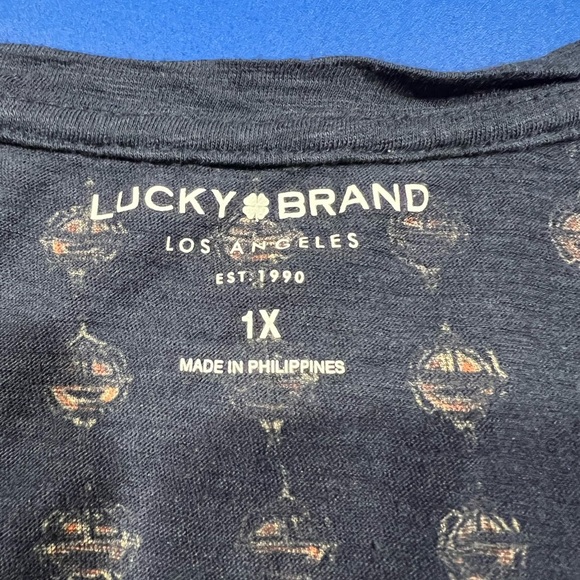 LUCKY BRAND
LOS ANGELES
EST. 1990
1X
MADE IN PHILIPPINES